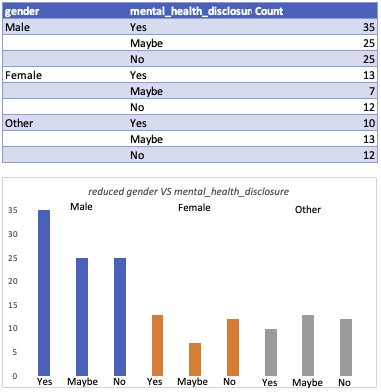 gender mental_health_disclosur Count
Male Yes 35
Maybe 25
No 25
Female Yes 13
Maybe 7
No 12
Other Yes 10
Maybe 13
No 12
reduced gender VS mental_health_disclosure
Male Female Other
35
30
25
20
15
10
5
0
Yes Maybe No Yes Maybe No Yes Maybe No